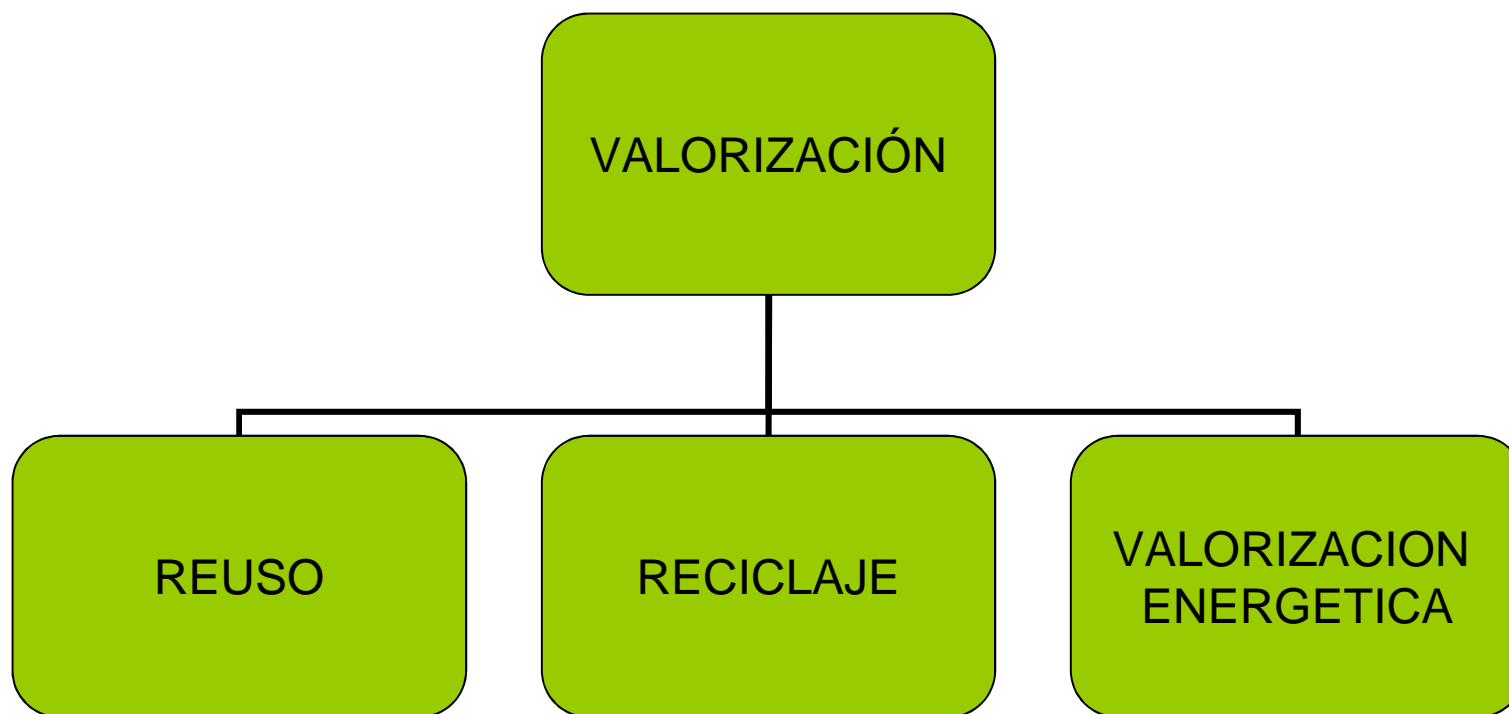 VALORIZACIÓN
REUSO
RECICLAJE
VALORIZACION
ENERGETICA